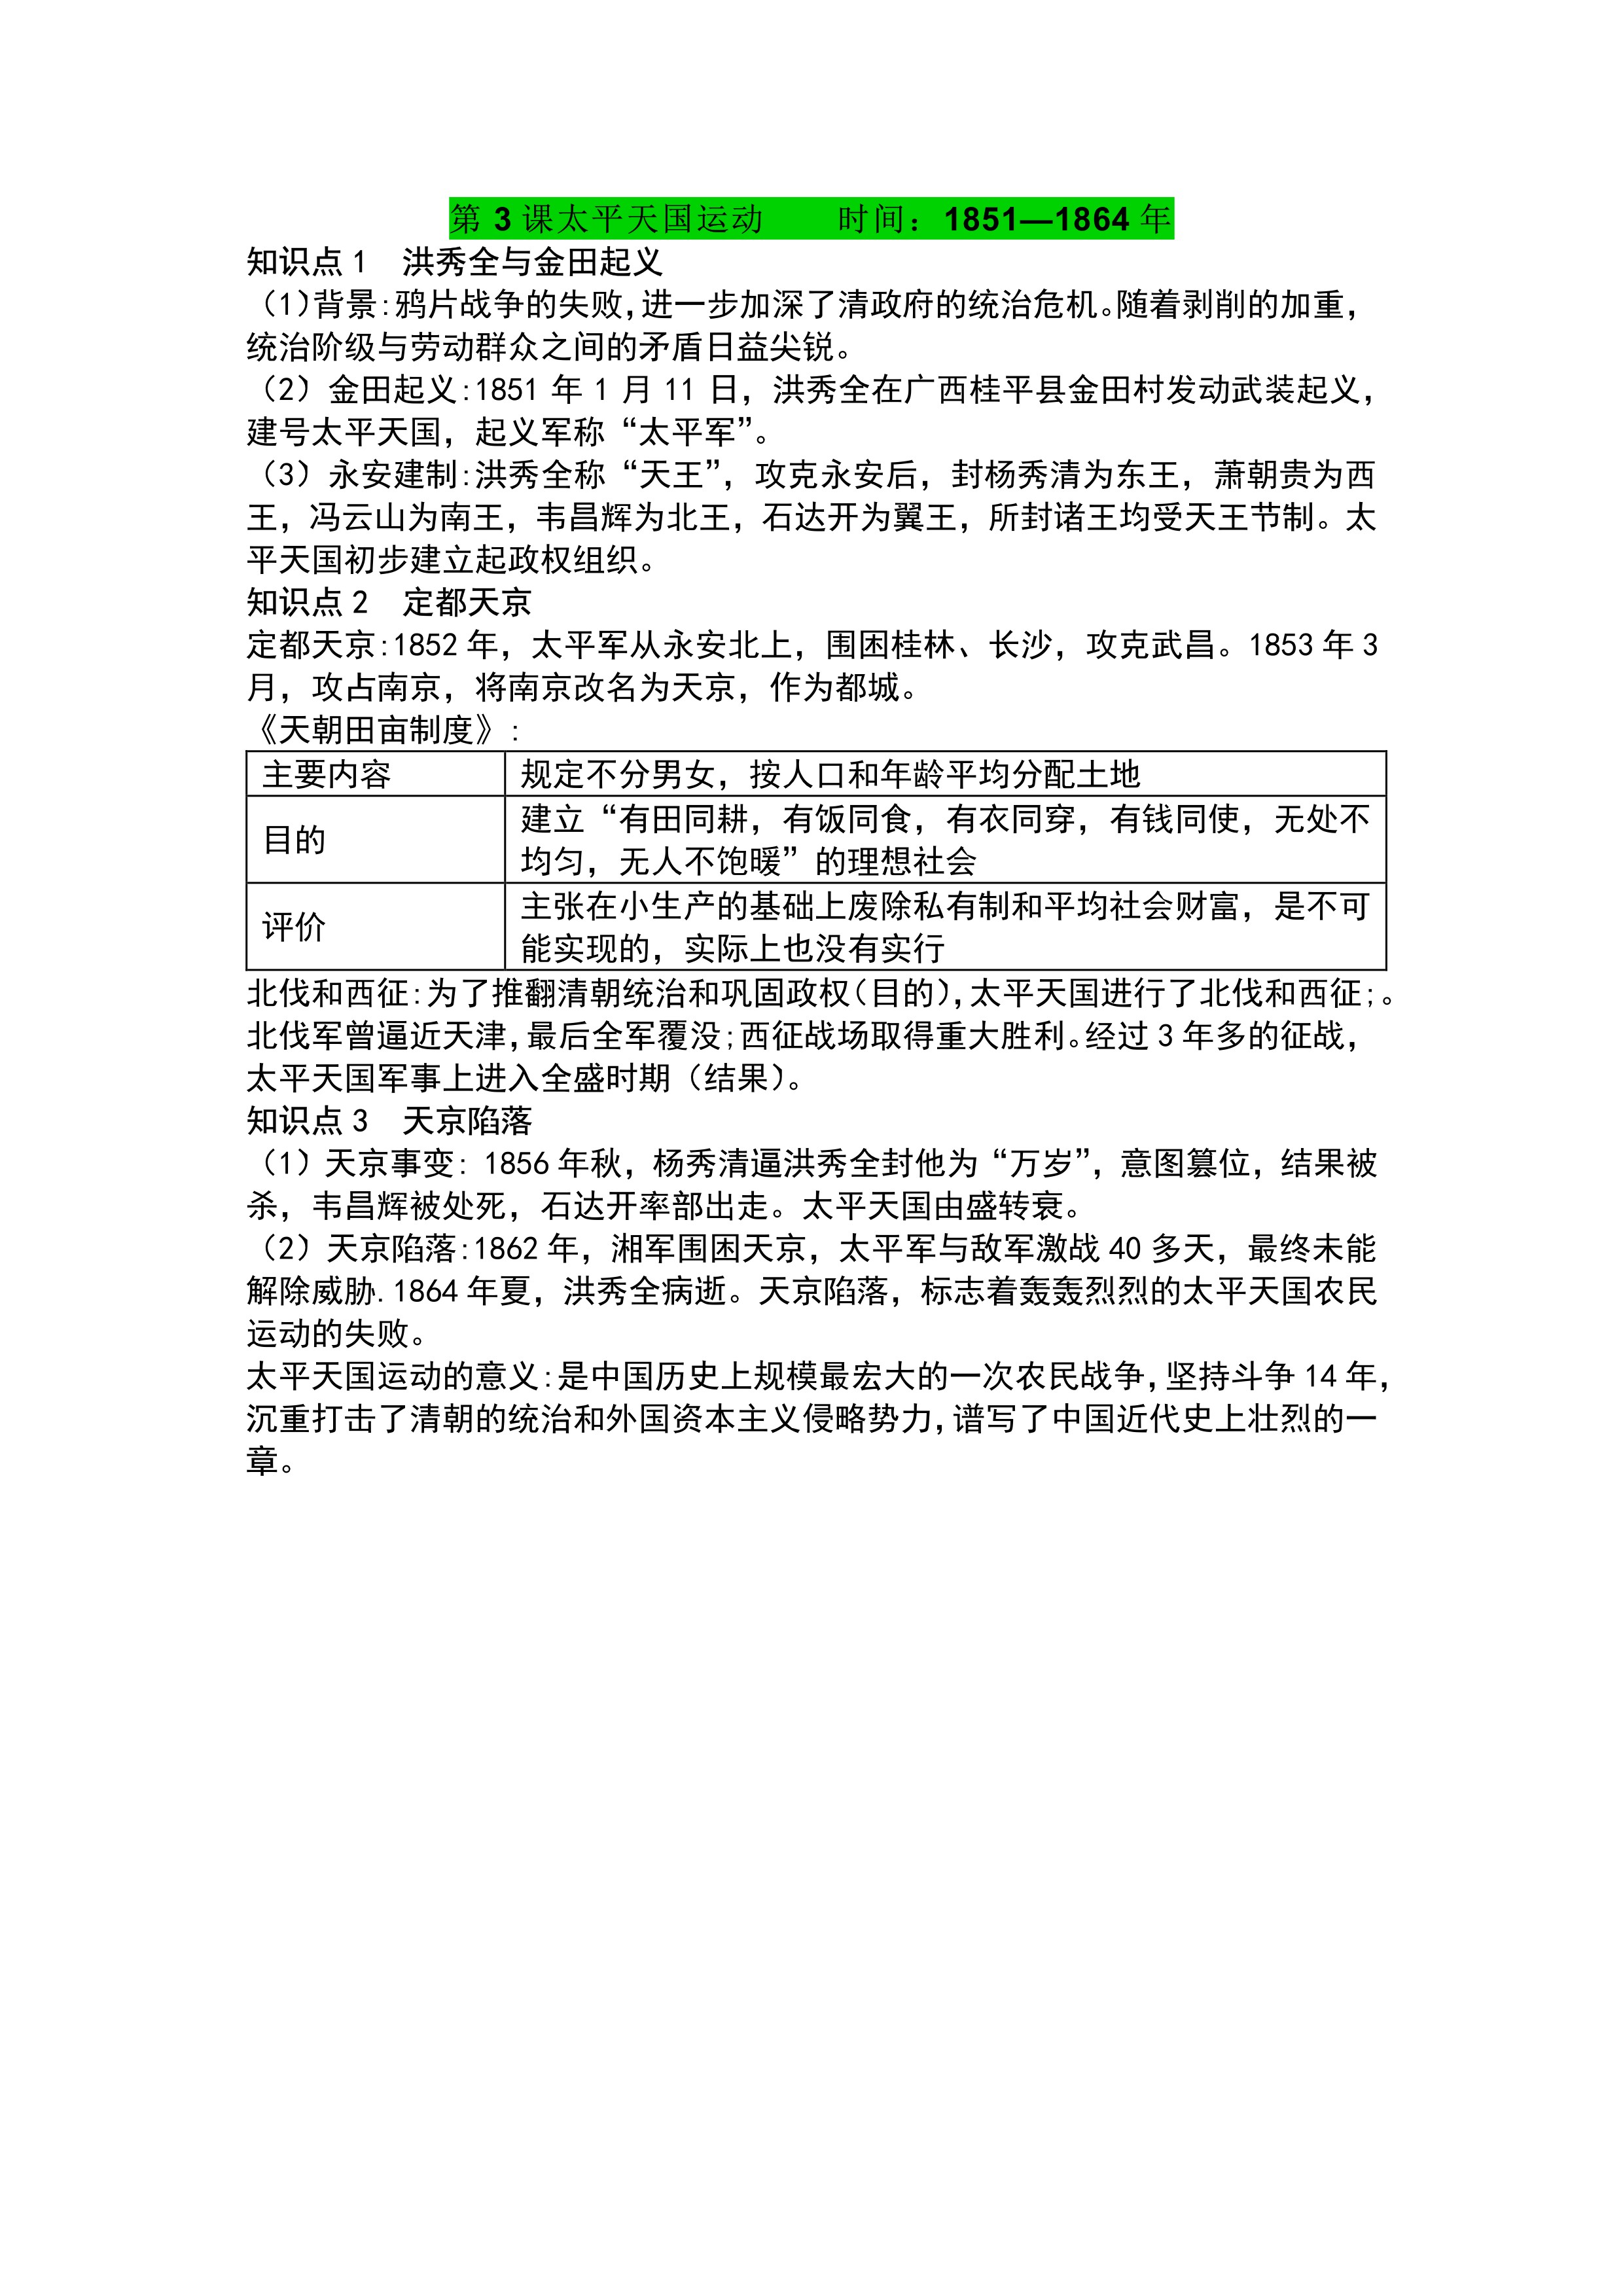 第 3 课太平天国运动　　时间：1851—1864 年
知识点 1　洪秀全与金田起义
（1）背景:鸦片战争的失败,进一步加深了清政府的统治危机。随着剥削的加重，
统治阶级与劳动群众之间的矛盾日益尖锐。
（2）金田起义:1851 年 1 月 11 日，洪秀全在广西桂平县金田村发动武装起义，
建号太平天国，起义军称“太平军”。
（3）永安建制:洪秀全称“天王”，攻克永安后，封杨秀清为东王，萧朝贵为西
王，冯云山为南王，韦昌辉为北王，石达开为翼王，所封诸王均受天王节制。太
平天国初步建立起政权组织。
知识点 2　定都天京
定都天京:1852 年，太平军从永安北上，围困桂林、长沙，攻克武昌。1853 年 3
月，攻占南京，将南京改名为天京，作为都城。
《天朝田亩制度》:
主要内容　规定不分男女，按人口和年龄平均分配土地
目的　建立“有田同耕，有饭同食，有衣同穿，有钱同使，无处不
均匀，无人不饱暖”的理想社会
评价　主张在小生产的基础上废除私有制和平均社会财富，是不可
能实现的，实际上也没有实行
北伐和西征:为了推翻清朝统治和巩固政权(目的),太平天国进行了北伐和西征;。
北伐军曾逼近天津,最后全军覆没;西征战场取得重大胜利。经过 3 年多的征战，
太平天国军事上进入全盛时期（结果）。
知识点 3　天京陷落
（1）天京事变: 1856 年秋，杨秀清逼洪秀全封他为“万岁”，意图篡位，结果被
杀，韦昌辉被处死，石达开率部出走。太平天国由盛转衰。
（2）天京陷落:1862 年，湘军围困天京，太平军与敌军激战 40 多天，最终未能
解除威胁.1864 年夏，洪秀全病逝。天京陷落，标志着轰轰烈烈的太平天国农民
运动的失败。
太平天国运动的意义:是中国历史上规模最宏大的一次农民战争,坚持斗争 14 年，
沉重打击了清朝的统治和外国资本主义侵略势力,谱写了中国近代史上壮烈的一
章。